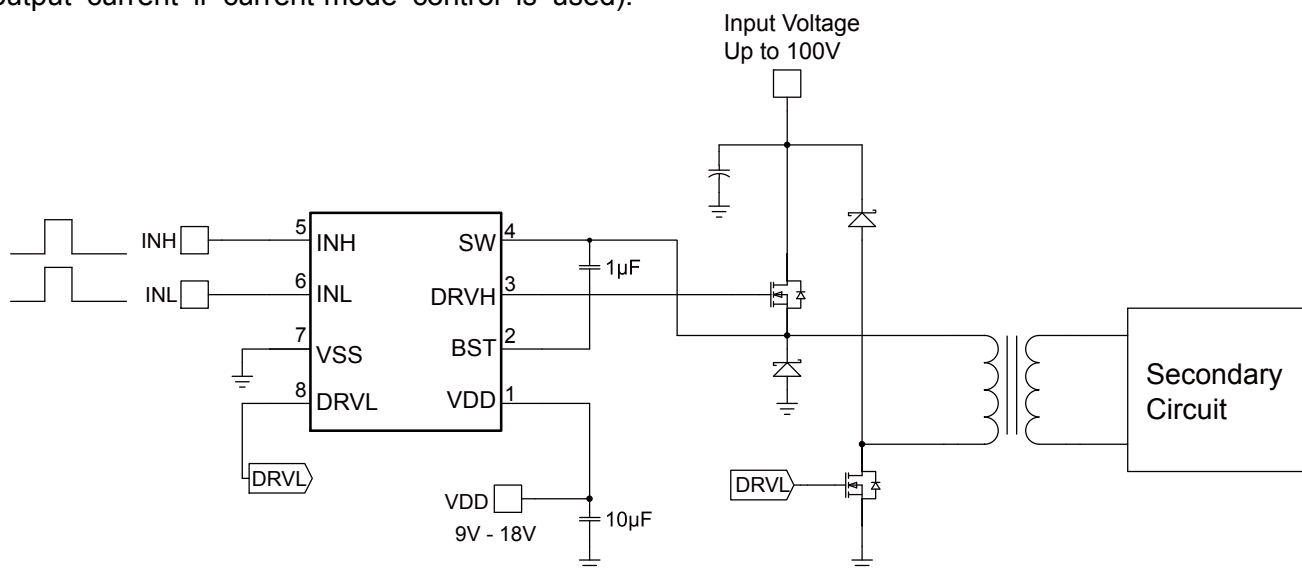 output current if current-mode control is used).
Input Voltage
Up to 100V
INH
5
INH
SW
4
1µF
INL
6
INL
DRVH
3
7
VSS
BST
2
8
DRVL
VDD
1
DRVL
VDD
9V - 18V
10µF
DRVL
Secondary
Circuit